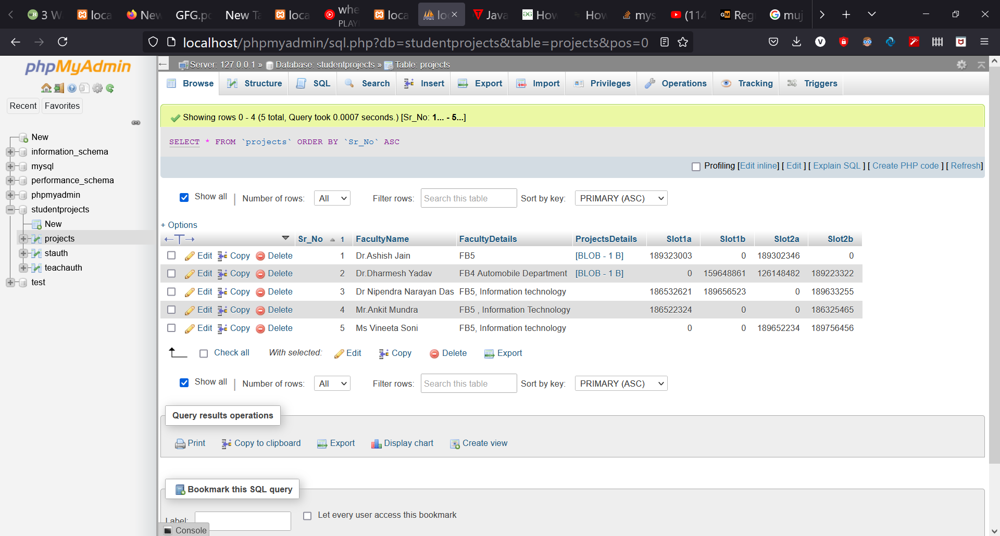 3 W
loca
New
GFG.pc
New Ta
loca
whe
PLAY
loca
lo
Java
How
How
mys
(114
Reg
muj
localhost/phpmyadmin/sql.php?db=studentprojects&table=projects&pos=0
phpMyAdmin
Recent
Favorites
New
information_schema
mysql
performance_schema
phpmyadmin
studentprojects
New
projects
stauth
teachauth
test
Server: 127.0.0.1 » Database: studentprojects » Table: projects
Browse Structure SQL Search Insert Export Import Privileges Operations Tracking Triggers
Showing rows 0 - 4 (5 total, Query took 0.0007 seconds.) [Sr_No: 1... - 5...]
SELECT * FROM `projects` ORDER BY `Sr_No` ASC
Profiling [Edit inline] [ Edit ] [ Explain SQL ] [ Create PHP code ] [ Refresh]
Show all | Number of rows: All Filter rows: Search this table Sort by key: PRIMARY (ASC)
+ Options
←T→ Sr_No 1 FacultyName FacultyDetails ProjectsDetails Slot1a Slot1b Slot2a Slot2b
Edit Copy Delete 1 Dr.Ashish Jain FB5 [BLOB - 1 B] 189323003 0 189302346 0
Edit Copy Delete 2 Dr.Dharmesh Yadav FB4 Automobile Department [BLOB - 1 B] 0 159648861 126148482 189223322
Edit Copy Delete 3 Dr Nipendra Narayan Das FB5, Information technology 186532621 189656523 0 189633255
Edit Copy Delete 4 Mr.Ankit Mundra FB5 , Information Technology 186522324 0 0 186325465
Edit Copy Delete 5 Ms Vineeta Soni FB5, Information technology 0 0 189652234 189756456
Check all With selected: Edit Copy Delete Export
Show all | Number of rows: All Filter rows: Search this table Sort by key: PRIMARY (ASC)
Query results operations
Print Copy to clipboard Export Display chart Create view
Bookmark this SQL query
Label: Let every user access this bookmark
Console